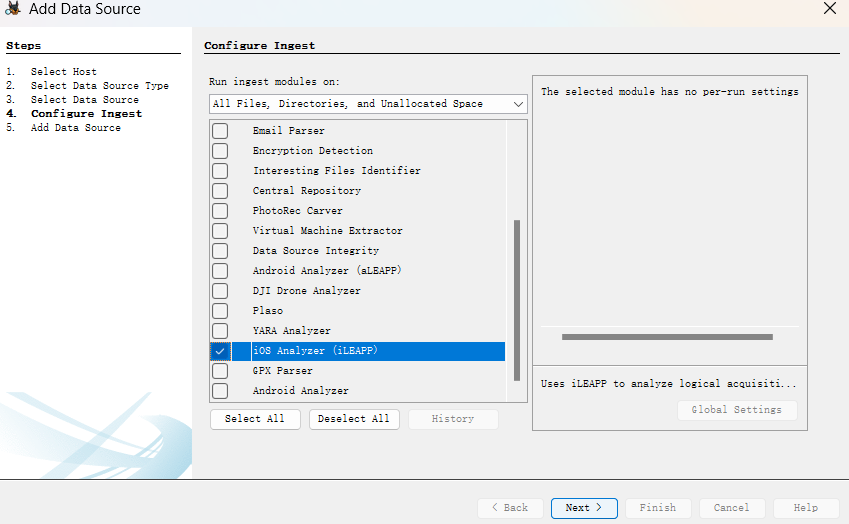 Add Data Source
Steps
1. Select Host
2. Select Data Source Type
3. Select Data Source
4. Configure Ingest
5. Add Data Source
Configure Ingest
Run ingest modules on:
All Files, Directories, and Unallocated Space
Email Parser
Encryption Detection
Interesting Files Identifier
Central Repository
PhotoRec Carver
Virtual Machine Extractor
Data Source Integrity
Android Analyzer (aLEAPP)
DJI Drone Analyzer
Plaso
YARA Analyzer
iOS Analyzer (iLEAPP)
GPX Parser
Android Analyzer
Select All
Deselect All
History
The selected module has no per-run settings
Uses iLEAPP to analyze logical acquisiti...
Global Settings
< Back
Next >
Finish
Cancel
Help